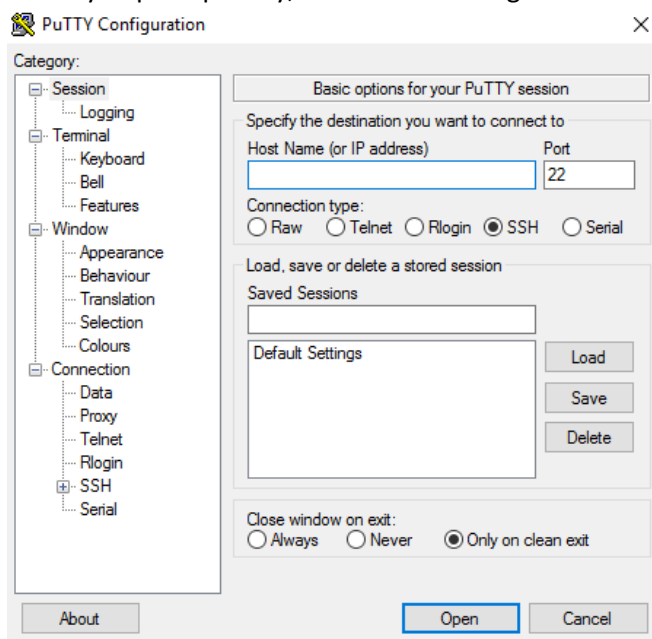 PuTTY Configuration
Category:
Session
Logging
Terminal
Keyboard
Bell
Features
Window
Appearance
Behaviour
Translation
Selection
Colours
Connection
Data
Proxy
Telnet
Rlogin
SSH
Serial
Basic options for your PuTTY session
Specify the destination you want to connect to
Host Name (or IP address) Port
22
Connection type:
Raw Telnet Rlogin SSH Serial
Load, save or delete a stored session
Saved Sessions
Default Settings
Load
Save
Delete
Close window on exit:
Always Never Only on clean exit
About Open Cancel